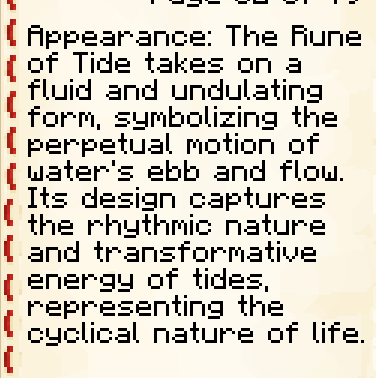 Appearance: The Rune
of Tide takes on a
fluid and undulating
form, symbolizing the
perpetual motion of
water's ebb and flow.
Its design captures
the rhythmic nature
and transformative
energy of tides,
representing the
cyclical nature of life.